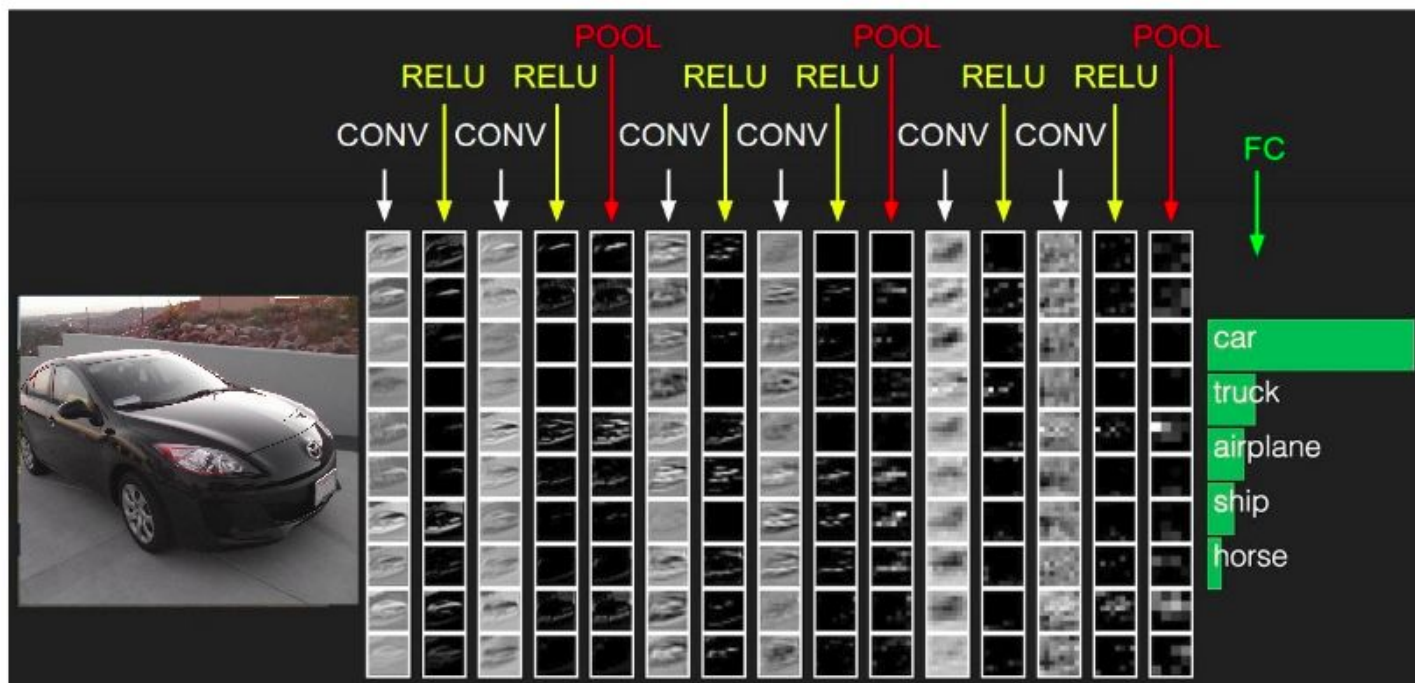 POOL POOL POOL
RELU RELU RELU RELU RELU RELU
CONV CONV CONV CONV CONV CONV
FC
car
truck
airplane
ship
horse